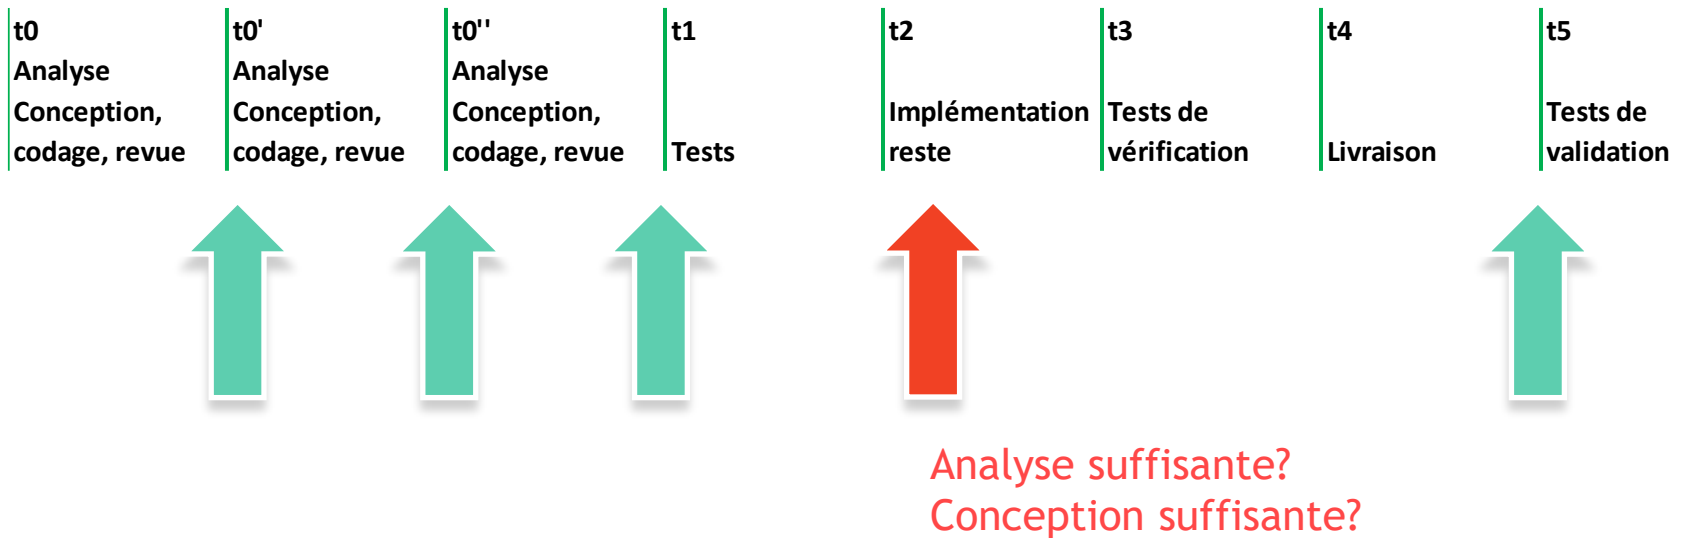 t0
Analyse
Conception,
codage, revue
t0'
Analyse
Conception,
codage, revue
t0''
Analyse
Conception,
codage, revue
t1
Tests
t2
Implémentation
reste
t3
Tests de
vérification
t4
Livraison
t5
Tests de
validation
Analyse suffisante?
Conception suffisante?